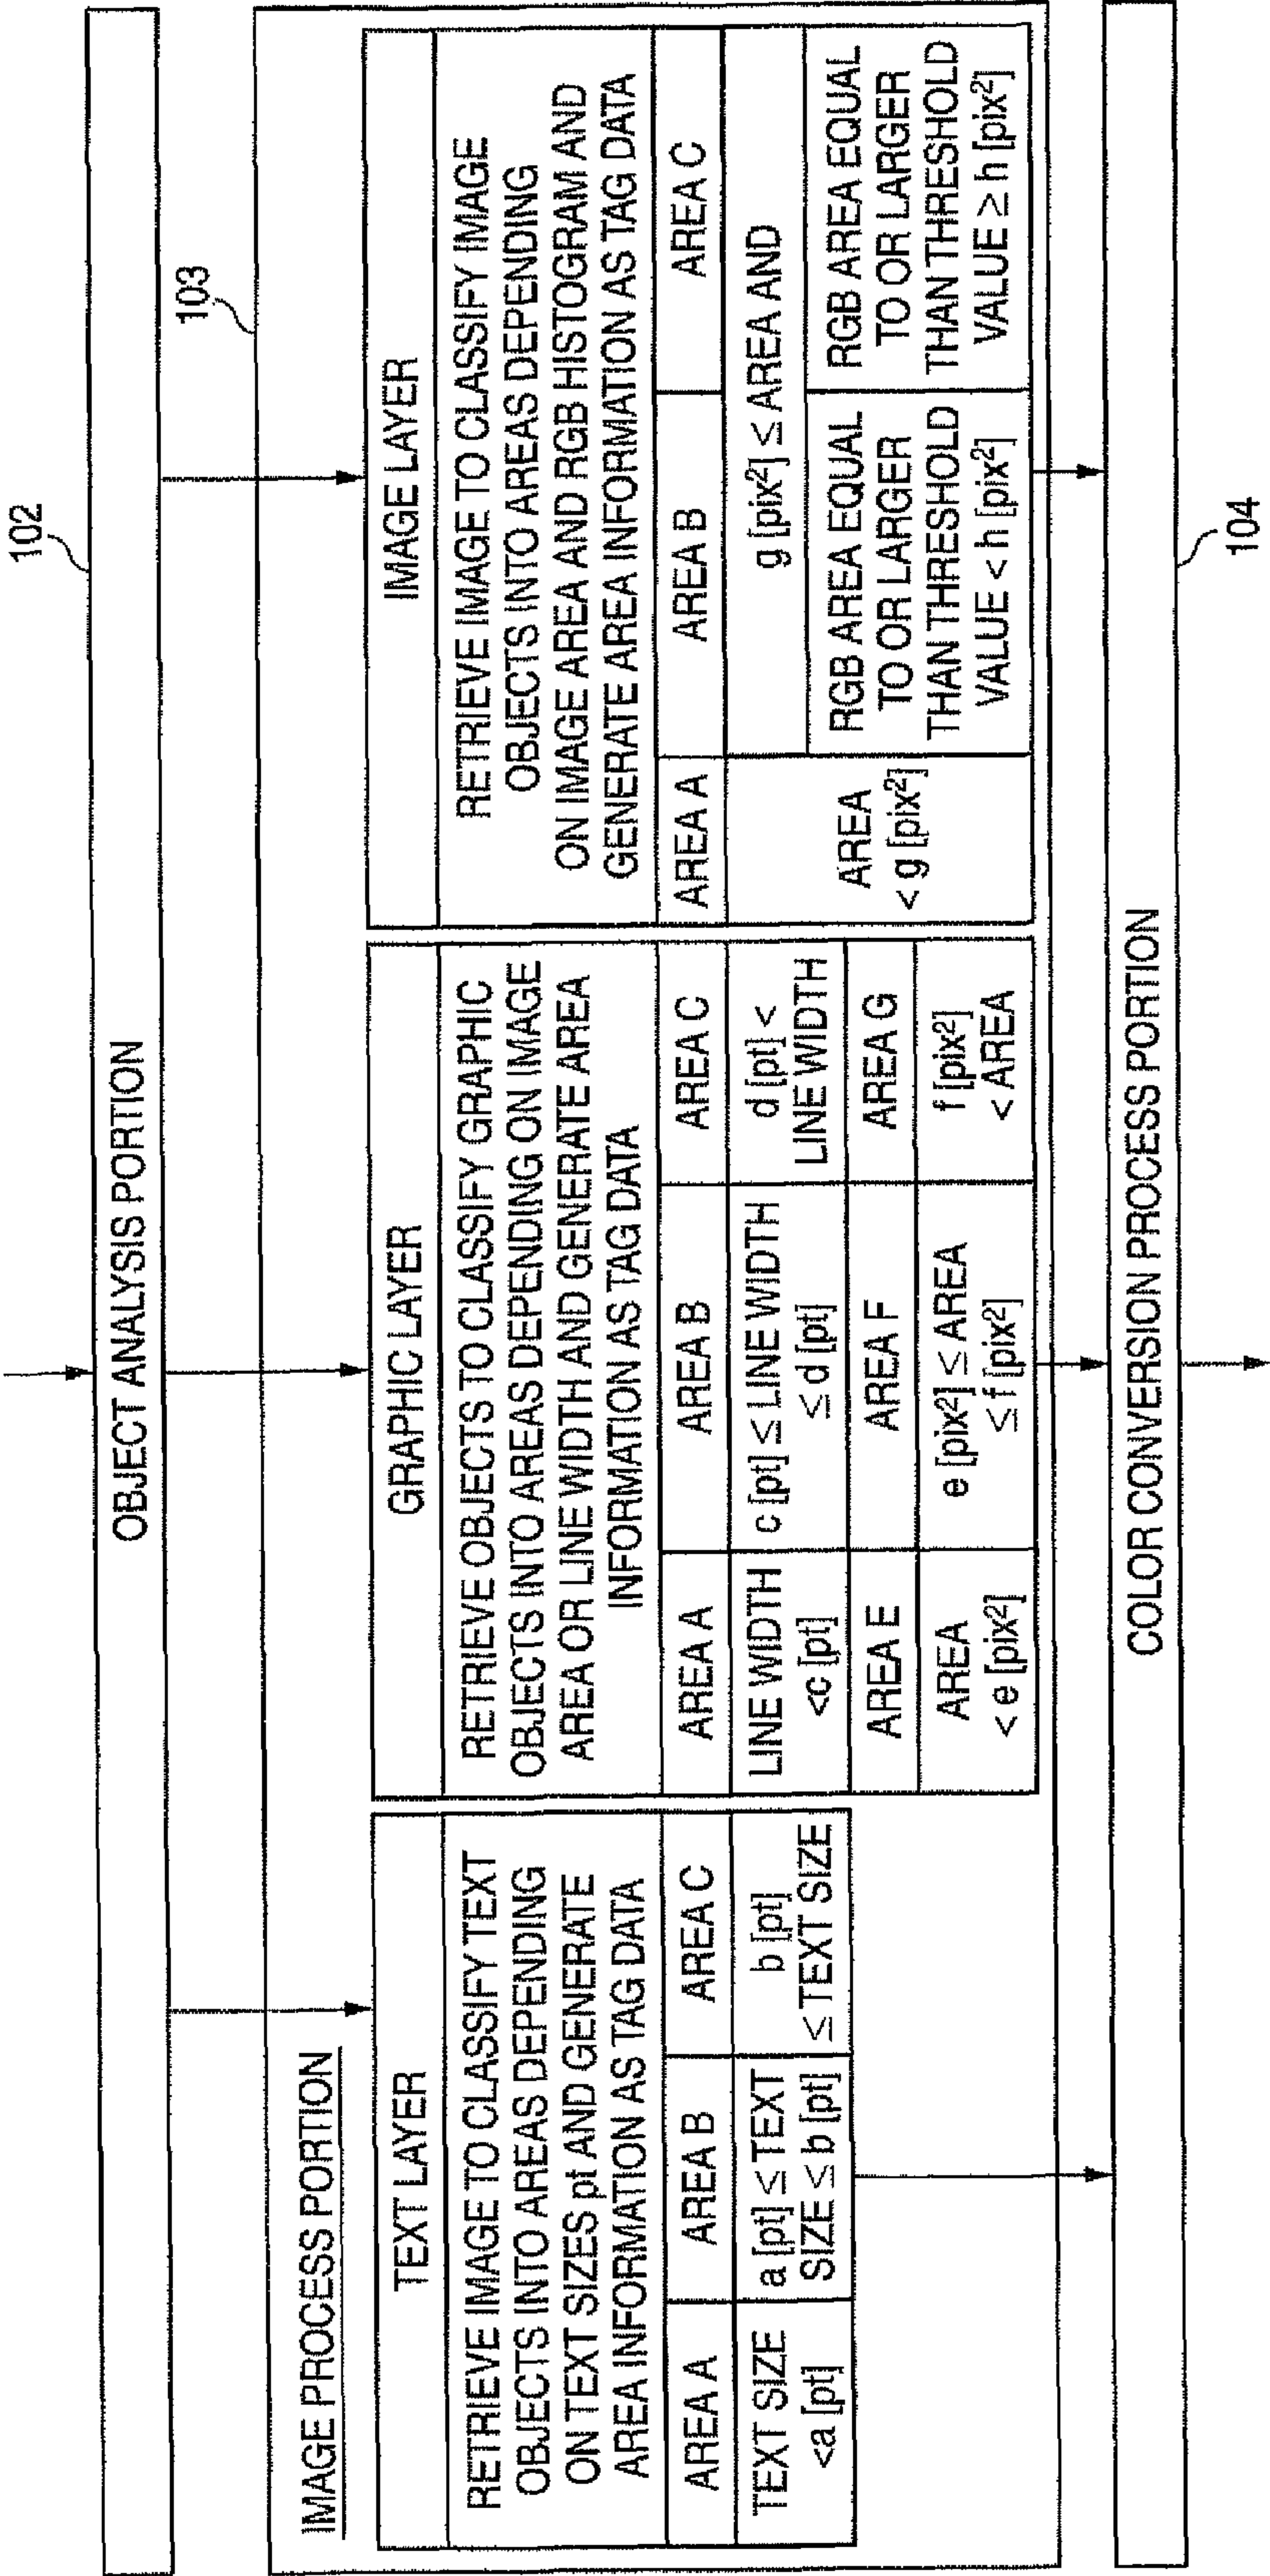 102
OBJECT ANALYSIS PORTION
103
IMAGE PROCESS PORTION
TEXT LAYER
RETRIEVE IMAGE TO CLASSIFY TEXT
OBJECTS INTO AREAS DEPENDING
ON TEXT SIZES pt AND GENERATE
AREA INFORMATION AS TAG DATA
AREA A
AREA B
AREA C
TEXT SIZE
<a [pt]
a [pt] ≤ TEXT
SIZE ≤ b [pt]
b [pt]
≤ TEXT SIZE
GRAPHIC LAYER
RETRIEVE OBJECTS TO CLASSIFY GRAPHIC
OBJECTS INTO AREAS DEPENDING ON IMAGE
AREA OR LINE WIDTH AND GENERATE AREA
INFORMATION AS TAG DATA
AREA A
AREA B
AREA C
LINE WIDTH
<c [pt]
c [pt] ≤ LINE WIDTH
≤ d [pt]
d [pt] <
LINE WIDTH
AREA E
AREA F
AREA G
AREA
< e [pix²]
e [pix²] ≤ AREA
≤ f [pix²]
f [pix²]
< AREA
IMAGE LAYER
RETRIEVE IMAGE TO CLASSIFY IMAGE
OBJECTS INTO AREAS DEPENDING
ON IMAGE AREA AND RGB HISTOGRAM AND
GENERATE AREA INFORMATION AS TAG DATA
AREA A
AREA B
AREA C
AREA
< g [pix²]
g [pix²] ≤ AREA AND
RGB AREA EQUAL
TO OR LARGER
THAN THRESHOLD
VALUE < h [pix²]
RGB AREA EQUAL
TO OR LARGER
THAN THRESHOLD
VALUE ≥ h [pix²]
COLOR CONVERSION PROCESS PORTION
104